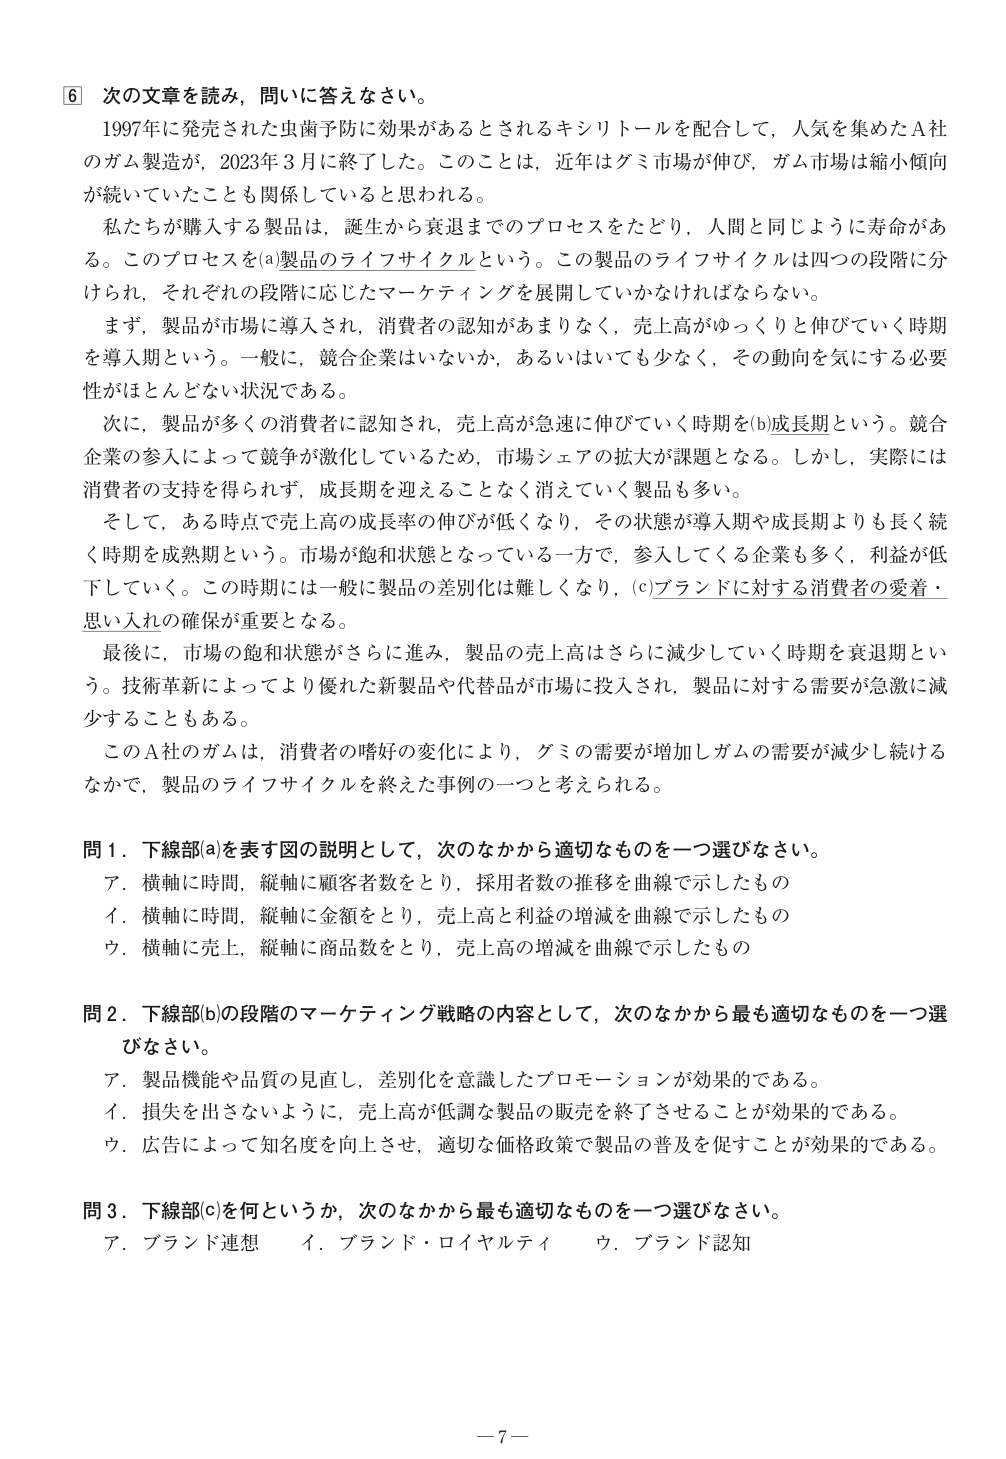 6　次の文章を読み，問いに答えなさい。
1997年に発売された虫歯予防に効果があるとされるキシリトールを配合して，人気を集めたＡ社
のガム製造が，2023年３月に終了した。このことは，近年はグミ市場が伸び，ガム市場は縮小傾向
が続いていたことも関係していると思われる。
私たちが購入する製品は，誕生から衰退までのプロセスをたどり，人間と同じように寿命があ
る。このプロセスを(a)製品のライフサイクルという。この製品のライフサイクルは四つの段階に分
けられ，それぞれの段階に応じたマーケティングを展開していかなければならない。
まず，製品が市場に導入され，消費者の認知があまりなく，売上高がゆっくりと伸びていく時期
を導入期という。一般に，競合企業はいないか，あるいはいても少なく，その動向を気にする必要
性がほとんどない状況である。
次に，製品が多くの消費者に認知され，売上高が急速に伸びていく時期を(b)成長期という。競合
企業の参入によって競争が激化しているため，市場シェアの拡大が課題となる。しかし，実際には
消費者の支持を得られず，成長期を迎えることなく消えていく製品も多い。
そして，ある時点で売上高の成長率の伸びが低くなり，その状態が導入期や成長期よりも長く続
く時期を成熟期という。市場が飽和状態となっている一方で，参入してくる企業も多く，利益が低
下していく。この時期には一般に製品の差別化は難しくなり，(c)ブランドに対する消費者の愛着・
思い入れの確保が重要となる。
最後に，市場の飽和状態がさらに進み，製品の売上高はさらに減少していく時期を衰退期とい
う。技術革新によってより優れた新製品や代替品が市場に投入され，製品に対する需要が急激に減
少することもある。
このＡ社のガムは，消費者の嗜好の変化により，グミの需要が増加しガムの需要が減少し続ける
なかで，製品のライフサイクルを終えた事例の一つと考えられる。
問１．下線部(a)を表す図の説明として，次のなかから適切なものを一つ選びなさい。
ア．横軸に時間，縦軸に顧客者数をとり，採用者数の推移を曲線で示したもの
イ．横軸に時間，縦軸に金額をとり，売上高と利益の増減を曲線で示したもの
ウ．横軸に売上，縦軸に商品数をとり，売上高の増減を曲線で示したもの
問２．下線部(b)の段階のマーケティング戦略の内容として，次のなかから最も適切なものを一つ選
びなさい。
ア．製品機能や品質の見直し，差別化を意識したプロモーションが効果的である。
イ．損失を出さないように，売上高が低調な製品の販売を終了させることが効果的である。
ウ．広告によって知名度を向上させ，適切な価格政策で製品の普及を促すことが効果的である。
問３．下線部(c)を何というか，次のなかから最も適切なものを一つ選びなさい。
ア．ブランド連想　　イ．ブランド・ロイヤルティ　　ウ．ブランド認知
―7―